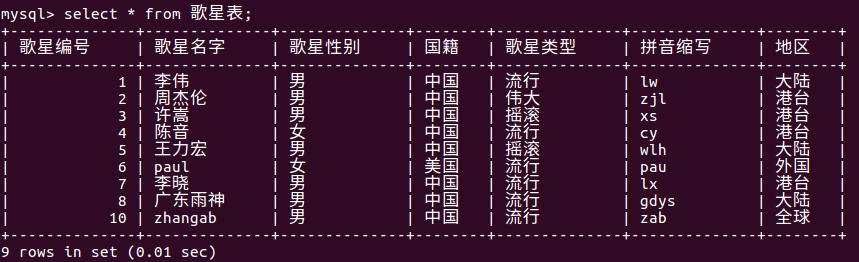 mysql> select * from 歌星表;
+--------------+--------------+--------------+--------+--------------+--------------+--------+
| 歌星编号 | 歌星名字 | 歌星性别 | 国籍 | 歌星类型 | 拼音缩写 | 地区 |
+--------------+--------------+--------------+--------+--------------+--------------+--------+
| 1 | 李伟 | 男 | 中国 | 流行 | lw | 大陆 |
| 2 | 周杰伦 | 男 | 中国 | 伟大 | zjl | 港台 |
| 3 | 许嵩 | 男 | 中国 | 摇滚 | xs | 港台 |
| 4 | 陈音 | 女 | 中国 | 流行 | cy | 港台 |
| 5 | 王力宏 | 男 | 中国 | 摇滚 | wlh | 大陆 |
| 6 | paul | 女 | 美国 | 流行 | pau | 外国 |
| 7 | 李晓 | 男 | 中国 | 流行 | lx | 港台 |
| 8 | 广东雨神 | 男 | 中国 | 流行 | gdys | 大陆 |
| 10 | zhangab | 男 | 中国 | 流行 | zab | 全球 |
+--------------+--------------+--------------+--------+--------------+--------------+--------+
9 rows in set (0.01 sec)